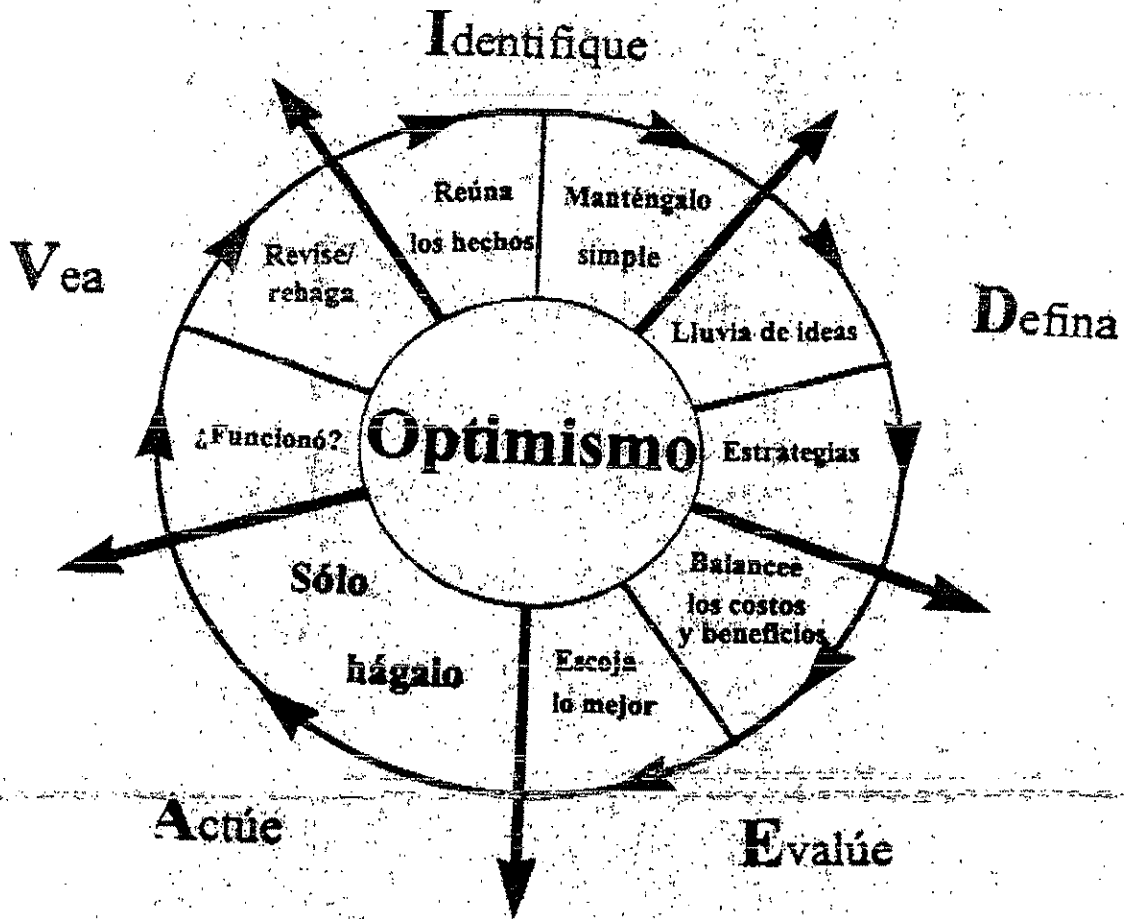 Identifique
Reúna
los hechos
Manténgalo
simple
Defina
Lluvia de ideas
Estrategias
Evalúe
Balanceé
los costos
y beneficios
Escoja
lo mejor
Actúe
Sólo
hágalo
Vea
¿Funcionó?
Revise/
rehaga
Optimismo